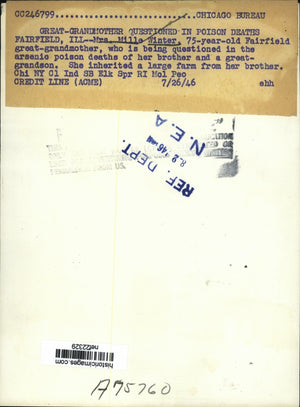 CC246799..........................CHICAGO BUREAU
GREAT-GRANDMOTHER QUESTIONED IN POISON DEATHS
FAIRFIELD, ILL--Mrs. Mills Winter, 75-year-old Fairfield
great-grandmother, who is being questioned in the
arsenic poison deaths of her brother and a great-
grandson. She inherited a large farm from her brother.
Chi NY Cl Ind SB Elk Spr RI Mol Peo
CREDIT LINE (ACME) 7/26/46 ehh
REF. DEPT.
N. E. A
historicimages.com
nef22329
A75760